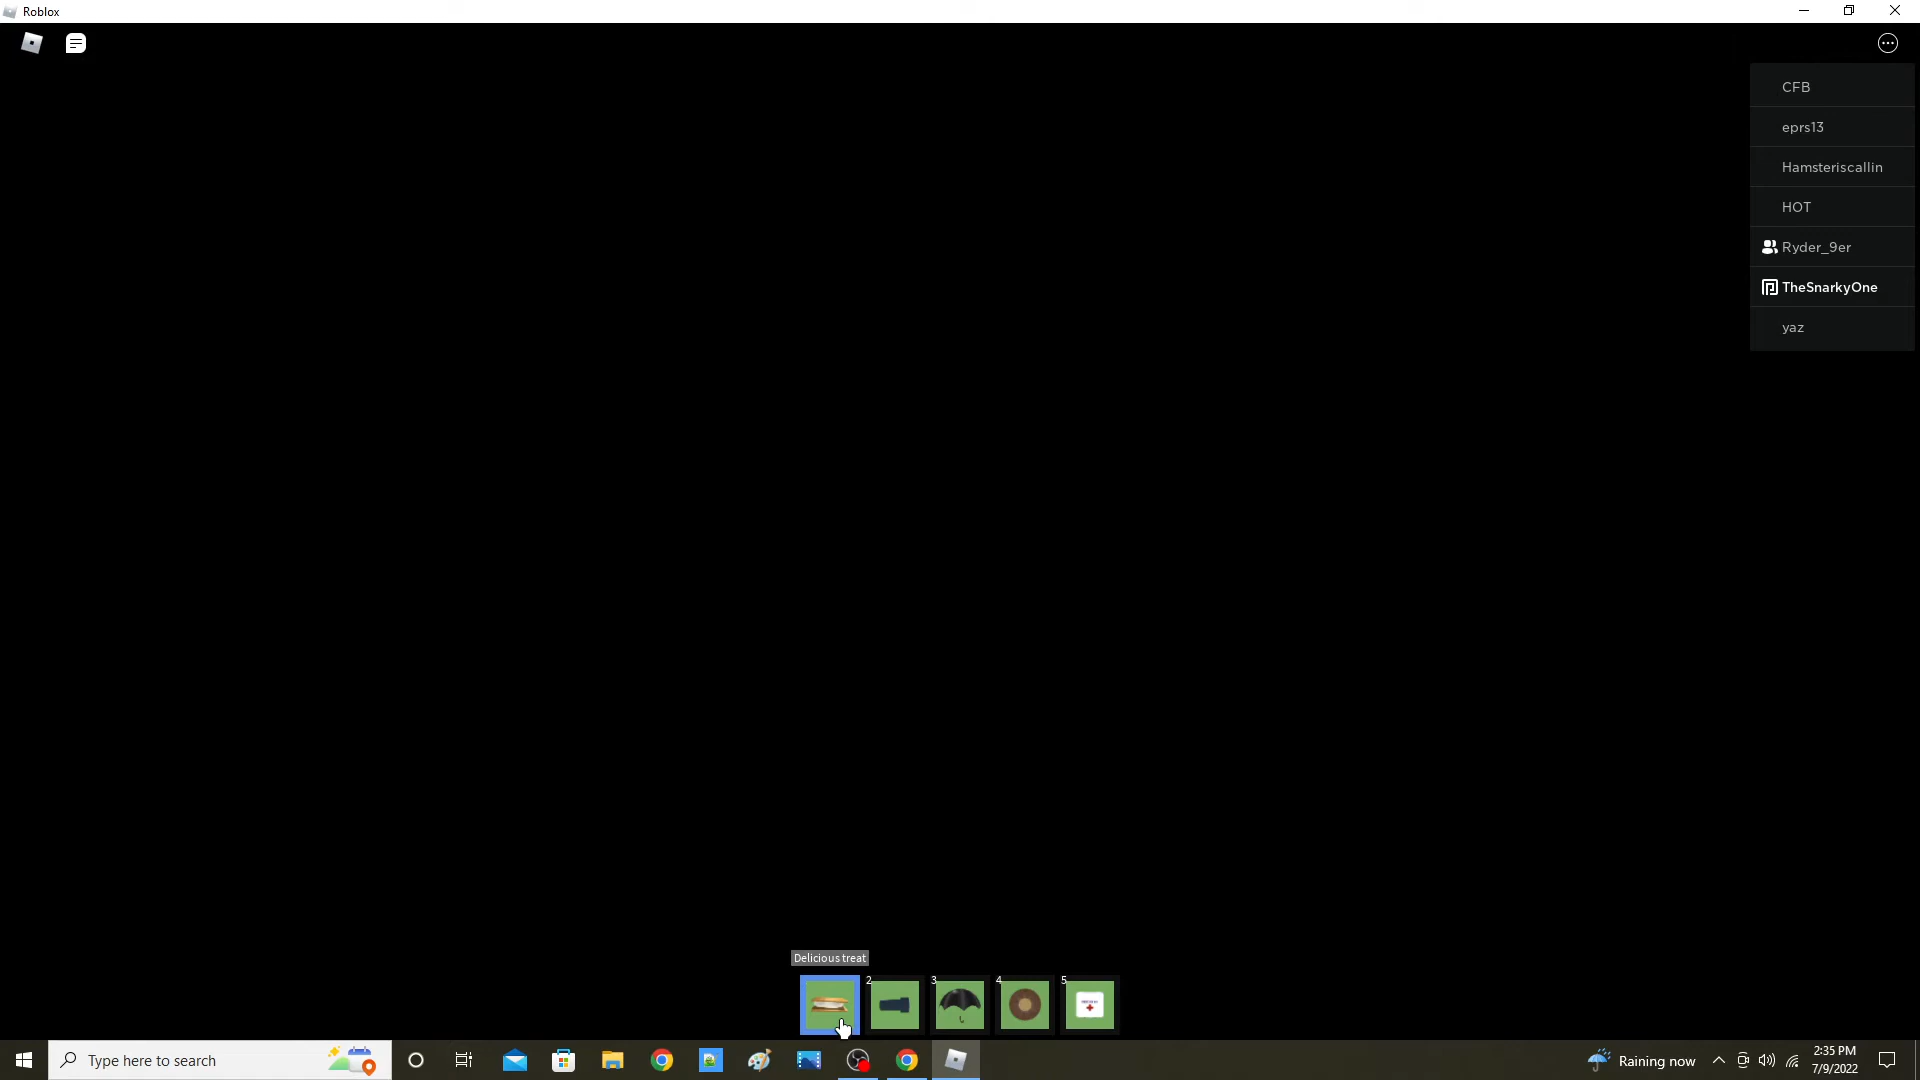 Roblox
CFB
eprs13
Hamsteriscallin
HOT
Ryder_9er
TheSnarkyOne
yaz
Delicious treat
2
3
4
5
Type here to search
Raining now
2:35 PM
7/9/2022